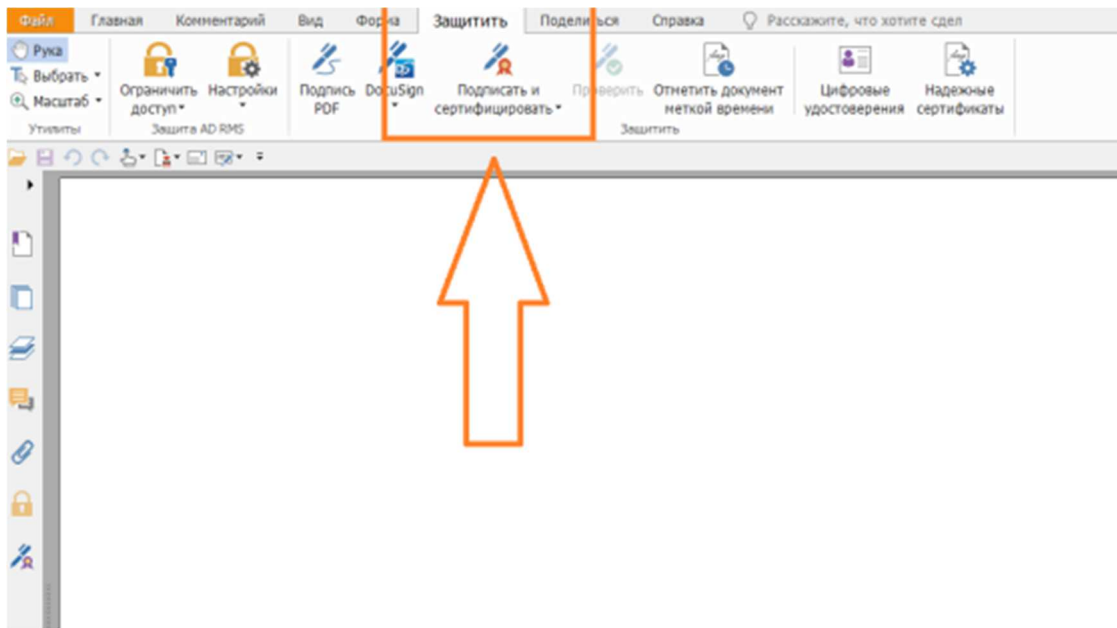 Файл Главная Комментарий Вид Форма Защитить Поделиться Справка Расскажите, что хотите сдел
Рука
Выбрать
Масштаб
Утилиты
Ограничить доступ
Настройки
Защита AD RMS
Подпись PDF
DocuSign
Подписать и сертифицировать
Проверить
Отметить документ меткой времени
Цифровые удостоверения
Надежные сертификаты
Защитить